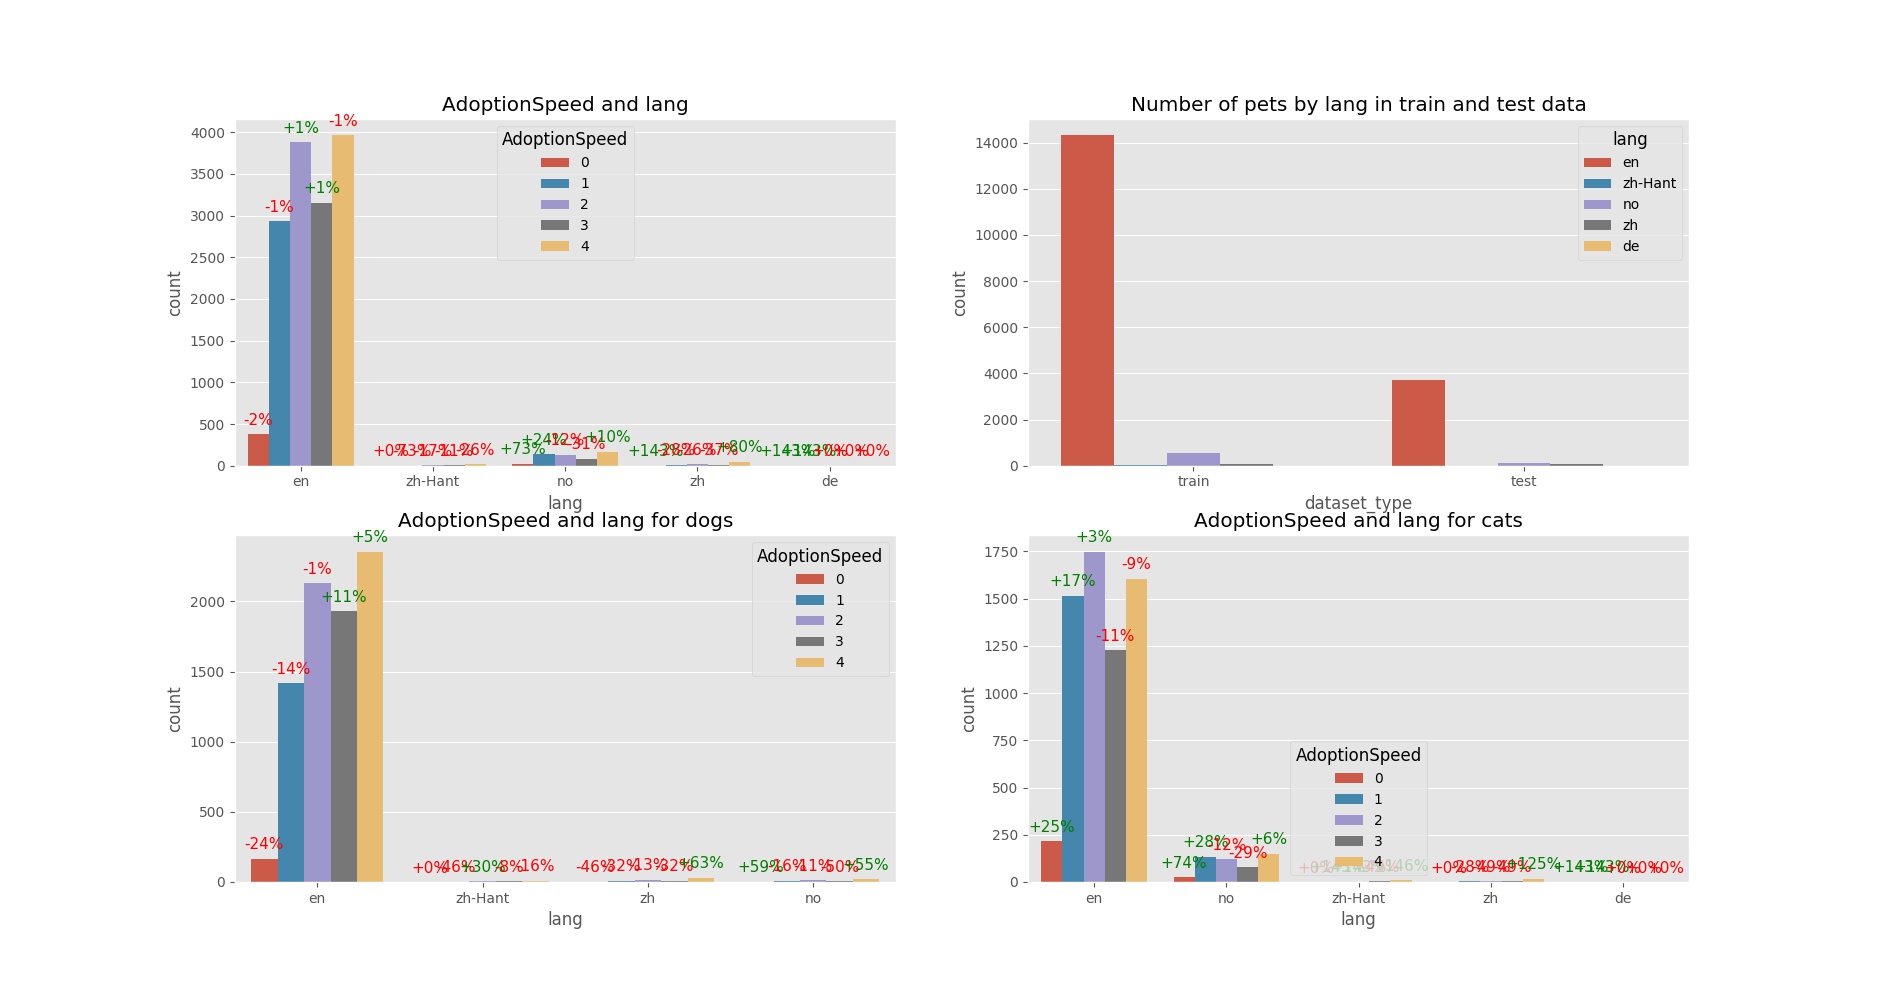 AdoptionSpeed and lang
count
4000
3500
3000
2500
2000
1500
1000
500
0
-2%
-1%
+1%
+1%
-1%
+73%
+24%
-12%
-31%
+10%
AdoptionSpeed
0
1
2
3
4
en
zh-Hant
no
zh
de
lang
Number of pets by lang in train and test data
count
14000
12000
10000
8000
6000
4000
2000
0
lang
en
zh-Hant
no
zh
de
train
test
dataset_type
AdoptionSpeed and lang for dogs
count
2000
1500
1000
500
0
-24%
-14%
-1%
+11%
+5%
+63%
+55%
AdoptionSpeed
0
1
2
3
4
en
zh-Hant
zh
no
lang
AdoptionSpeed and lang for cats
count
1750
1500
1250
1000
750
500
250
0
+25%
+17%
+3%
-11%
-9%
+74%
+28%
-12%
-29%
+6%
+125%
AdoptionSpeed
0
1
2
3
4
en
no
zh-Hant
zh
de
lang